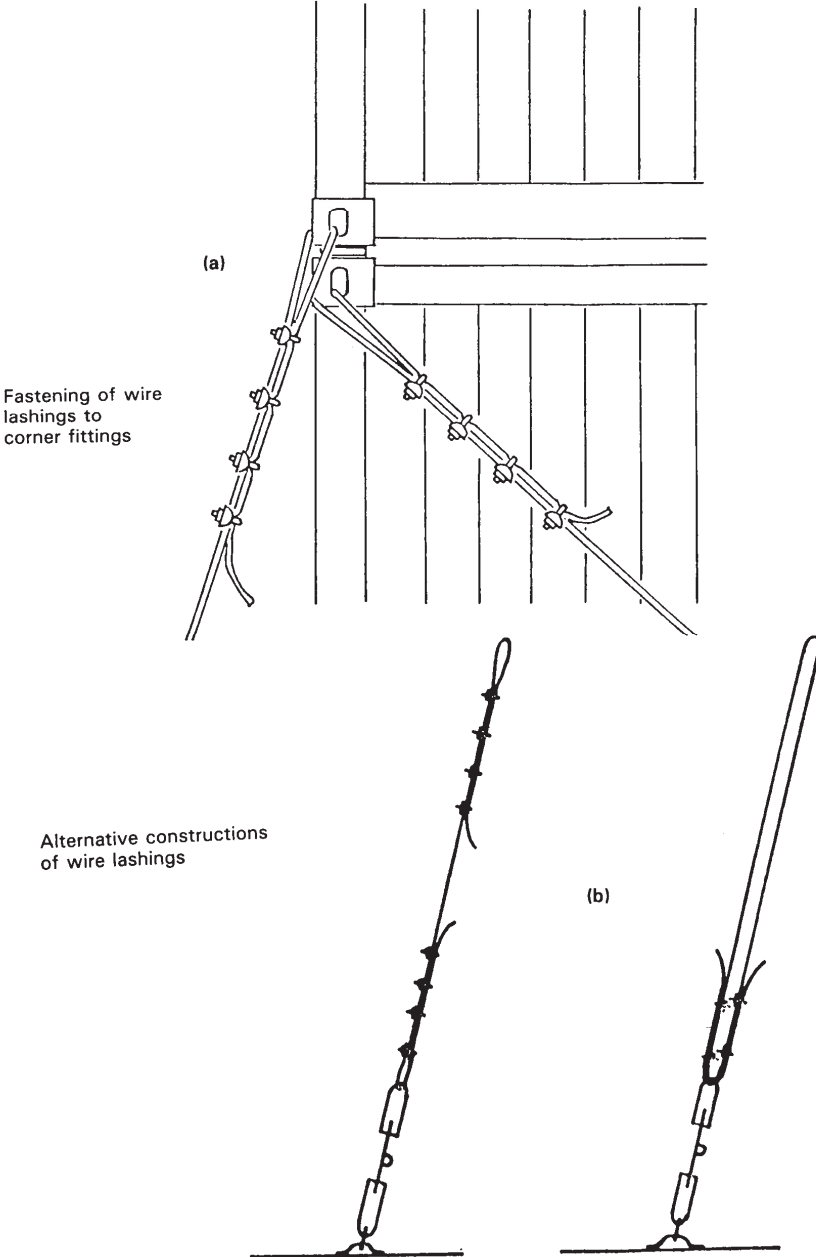 (a)
Fastening of wire
lashings to
corner fittings
Alternative constructions
of wire lashings
(b)